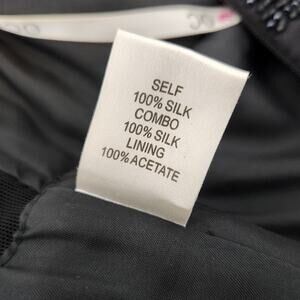 SELF
100% SILK
COMBO
100% SILK
LINING
100% ACETATE